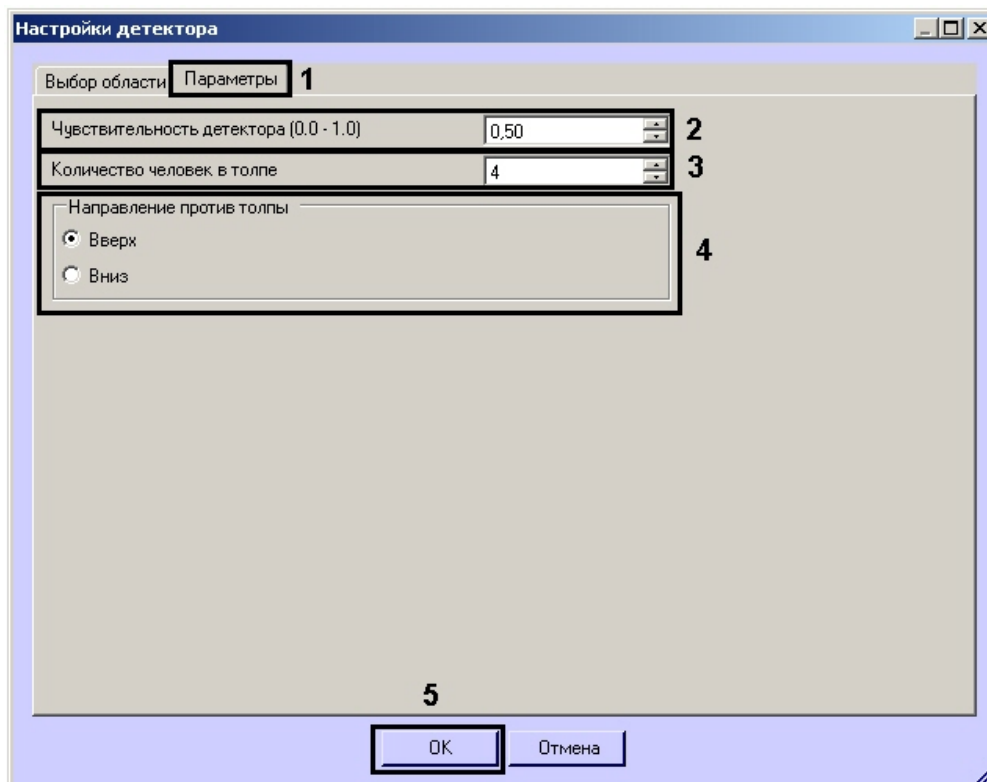 Настройки детектора
Выбор области Параметры 1
Чувствительность детектора (0.0 - 1.0) 0,50 2
Количество человек в толпе 4 3
Направление против толпы
Вверх
4
Вниз
5
OK Отмена